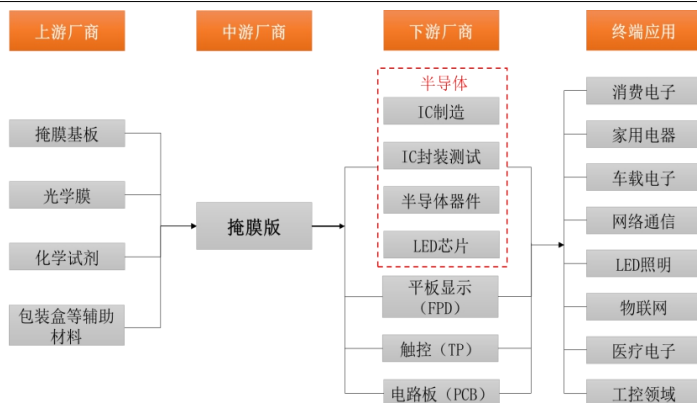 上游厂商
中游厂商
下游厂商
终端应用
掩膜基板
光学膜
化学试剂
包装盒等辅助
材料
掩膜版
半导体
IC制造
IC封装测试
半导体器件
LED芯片
平板显示
（FPD）
触控（TP）
电路板（PCB）
消费电子
家用电器
车载电子
网络通信
LED照明
物联网
医疗电子
工控领域